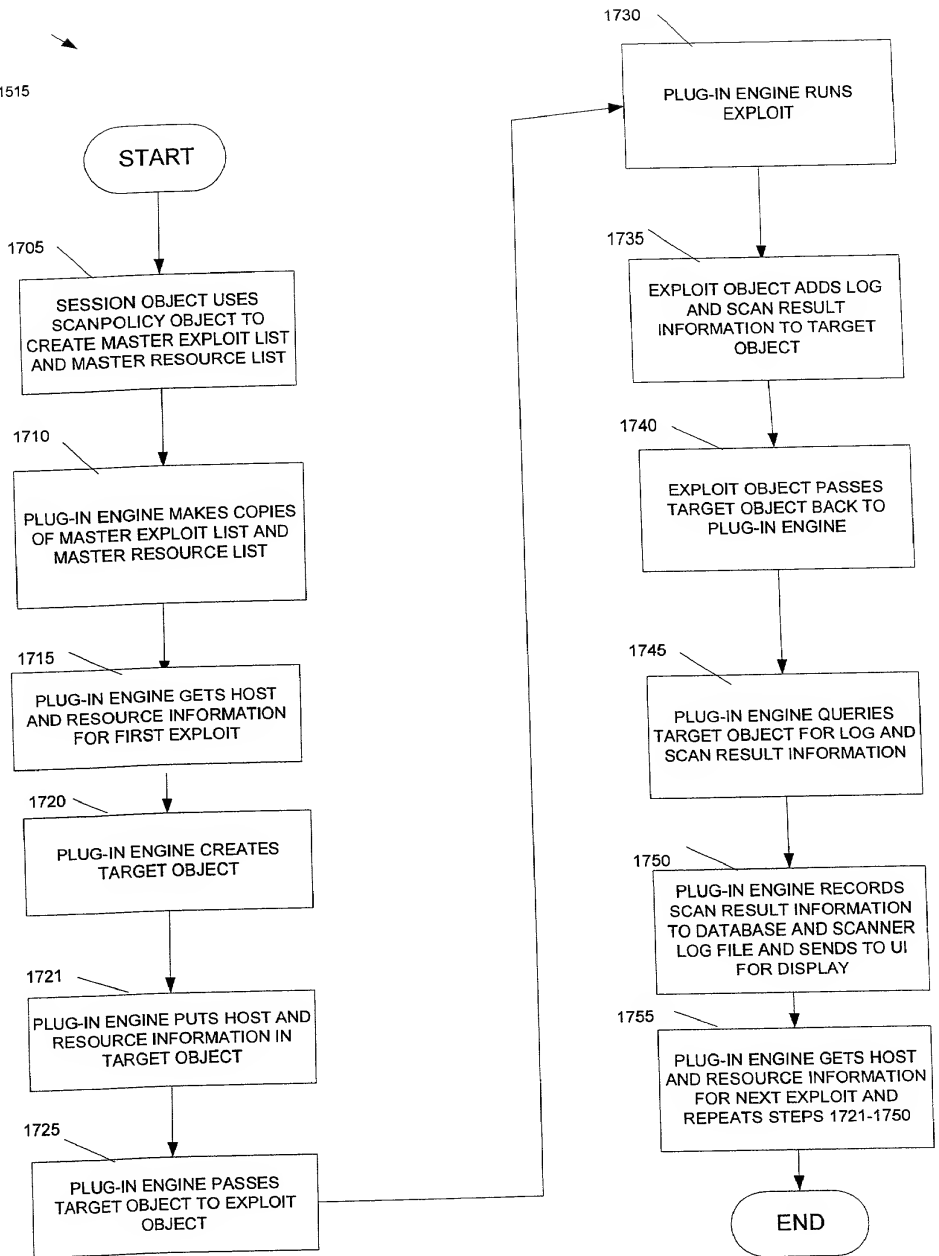 1515
START
1705
SESSION OBJECT USES
SCANPOLICY OBJECT TO
CREATE MASTER EXPLOIT LIST
AND MASTER RESOURCE LIST
1710
PLUG-IN ENGINE MAKES COPIES
OF MASTER EXPLOIT LIST AND
MASTER RESOURCE LIST
1715
PLUG-IN ENGINE GETS HOST
AND RESOURCE INFORMATION
FOR FIRST EXPLOIT
1720
PLUG-IN ENGINE CREATES
TARGET OBJECT
1721
PLUG-IN ENGINE PUTS HOST AND
RESOURCE INFORMATION IN
TARGET OBJECT
1725
PLUG-IN ENGINE PASSES
TARGET OBJECT TO EXPLOIT
OBJECT
1730
PLUG-IN ENGINE RUNS
EXPLOIT
1735
EXPLOIT OBJECT ADDS LOG
AND SCAN RESULT
INFORMATION TO TARGET
OBJECT
1740
EXPLOIT OBJECT PASSES
TARGET OBJECT BACK TO
PLUG-IN ENGINE
1745
PLUG-IN ENGINE QUERIES
TARGET OBJECT FOR LOG AND
SCAN RESULT INFORMATION
1750
PLUG-IN ENGINE RECORDS
SCAN RESULT INFORMATION
TO DATABASE AND SCANNER
LOG FILE AND SENDS TO UI
FOR DISPLAY
1755
PLUG-IN ENGINE GETS HOST
AND RESOURCE INFORMATION
FOR NEXT EXPLOIT AND
REPEATS STEPS 1721-1750
END